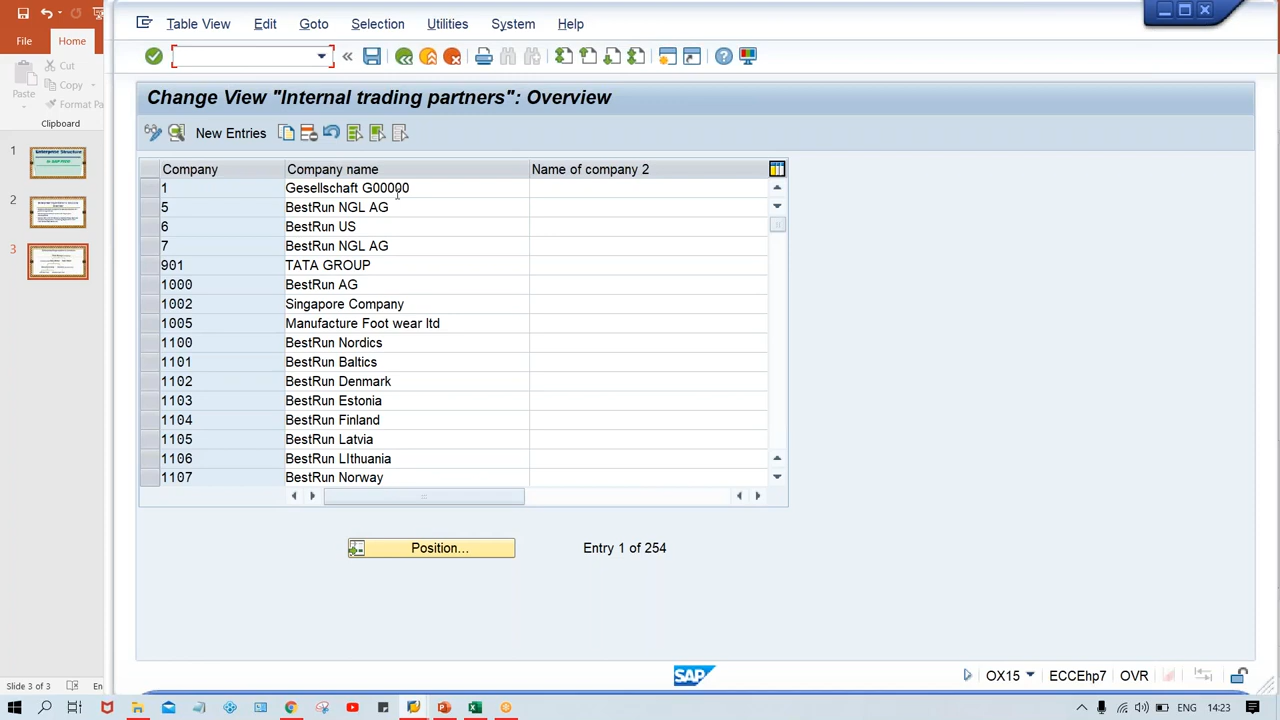 File
Home
Cut
Copy
Paste
Format Pa
Clipboard
1
2
3
Slide 3 of 3
En
Table View Edit Goto Selection Utilities System Help
Change View "Internal trading partners": Overview
New Entries
Company Company name Name of company 2
1 Gesellschaft G00000
5 BestRun NGL AG
6 BestRun US
7 BestRun NGL AG
901 TATA GROUP
1000 BestRun AG
1002 Singapore Company
1005 Manufacture Foot wear ltd
1100 BestRun Nordics
1101 BestRun Baltics
1102 BestRun Denmark
1103 BestRun Estonia
1104 BestRun Finland
1105 BestRun Latvia
1106 BestRun LIthuania
1107 BestRun Norway
Position... Entry 1 of 254
SAP
OX15 ECCEhp7 OVR
ENG 14:23